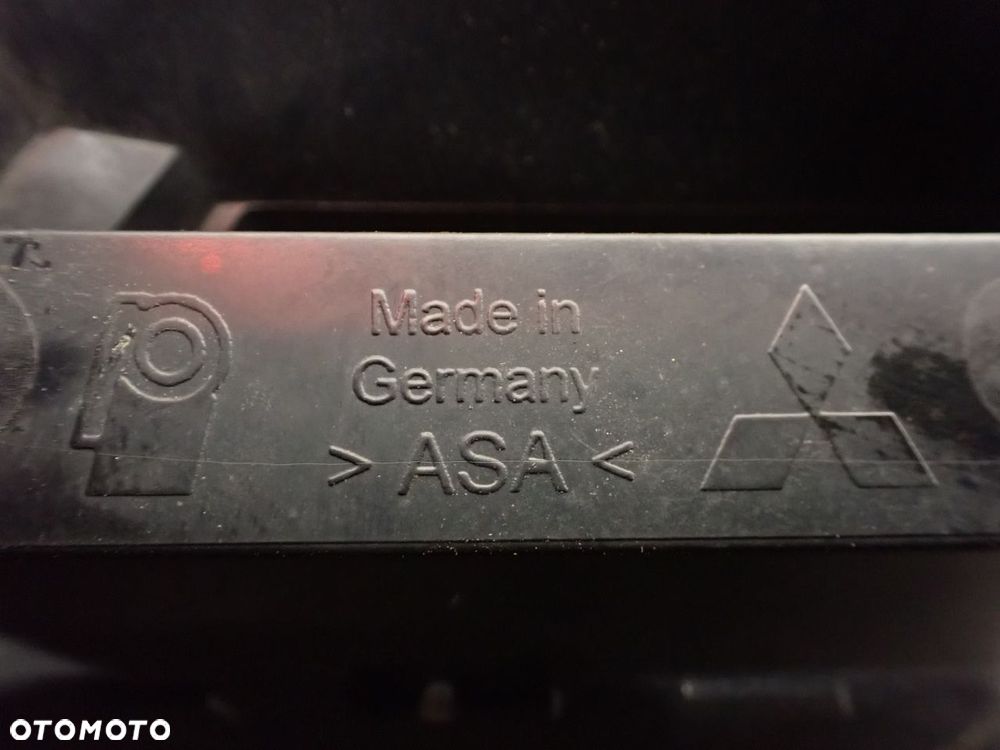 Made in
Germany
> ASA <
OTOMOTO